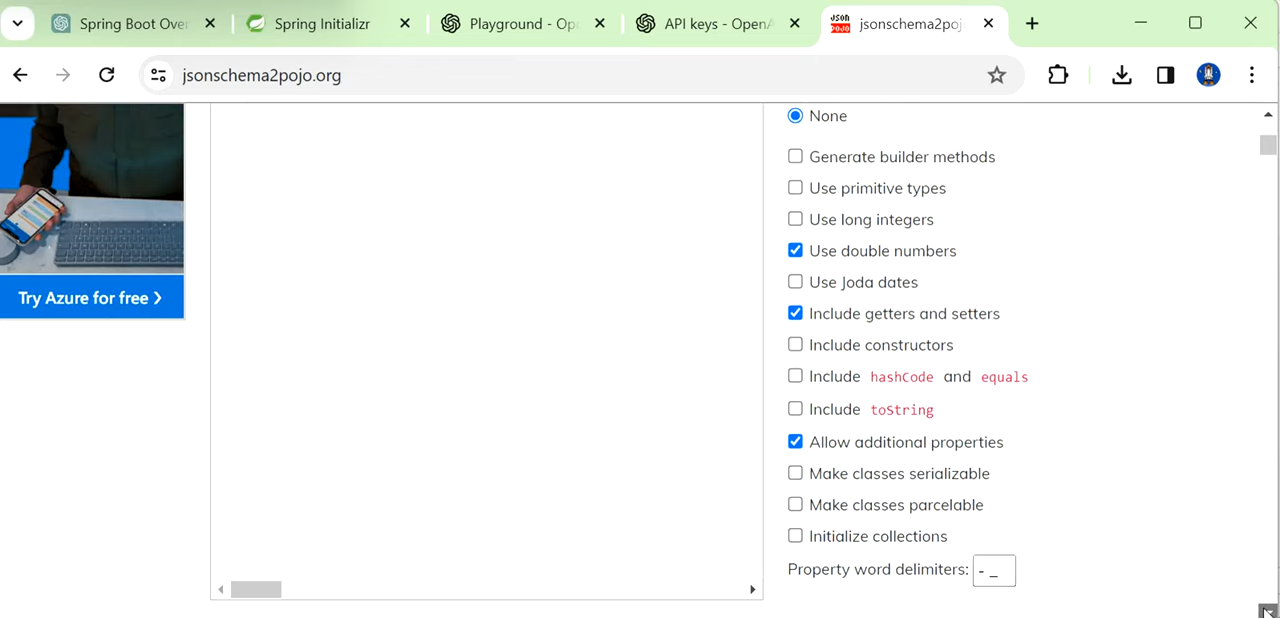 Spring Boot Over
Spring Initializr
Playground - Ope
API keys - OpenA
JSON
POJO
jsonschema2poj
jsonschema2pojo.org
None
Generate builder methods
Use primitive types
Use long integers
Use double numbers
Try Azure for free
Use Joda dates
Include getters and setters
Include constructors
Include hashCode and equals
Include toString
Allow additional properties
Make classes serializable
Make classes parcelable
Initialize collections
Property word delimiters: - _